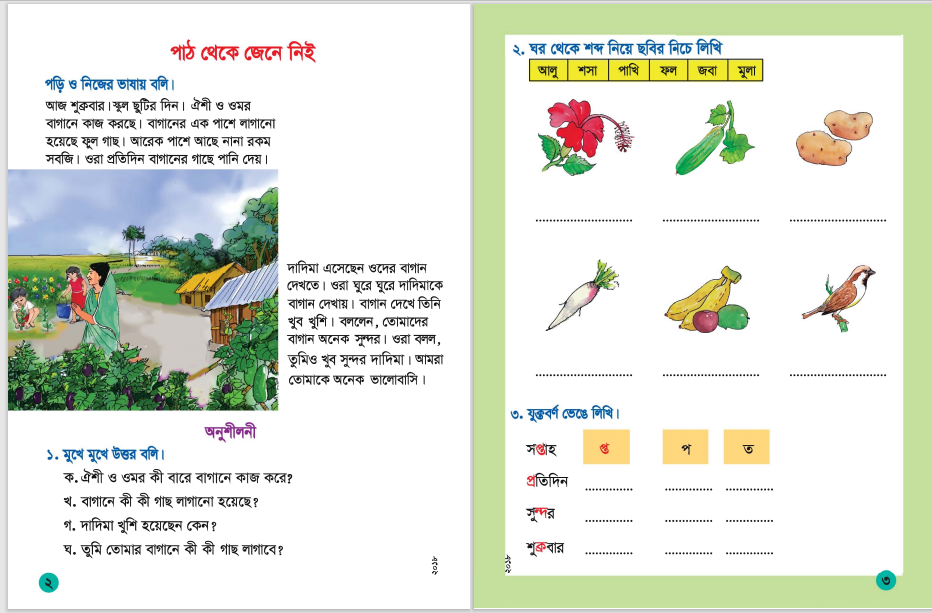 পাঠ থেকে জেনে নিই
পড়ি ও নিজের ভাষায় বলি।
আজ শুক্রবার। স্কুল ছুটির দিন। ঐশী ও ওমর
বাগানে কাজ করছে। বাগানের এক পাশে লাগানো
হয়েছে ফুল গাছ। আরেক পাশে আছে নানা রকম
সবজি। ওরা প্রতিদিন বাগানের গাছে পানি দেয়।
দাদিমা এসেছেন ওদের বাগান
দেখতে। ওরা ঘুরে ঘুরে দাদিমাকে
বাগান দেখায়। বাগান দেখে তিনি
খুব খুশি। বললেন, তোমাদের
বাগান অনেক সুন্দর। ওরা বলল,
তুমিও খুব সুন্দর দাদিমা। আমরা
তোমাকে অনেক ভালোবাসি।
অনুশীলনী
১. মুখে মুখে উত্তর বলি।
ক. ঐশী ও ওমর কী বারে বাগানে কাজ করে?
খ. বাগানে কী কী গাছ লাগানো হয়েছে?
গ. দাদিমা খুশি হয়েছেন কেন?
ঘ. তুমি তোমার বাগানে কী কী গাছ লাগাবে?
২০১৮
২
২. ঘর থেকে শব্দ নিয়ে ছবির নিচে লিখি
আলু শসা পাখি ফল জবা মুলা
৩. যুক্তবর্ণ ভেঙে লিখি।
সপ্তাহ প্ত প ত
প্রতিদিন ............ ............ ............
সুন্দর ............ ............ ............
শুক্রবার ............ ............ ............
২০১৮
৩